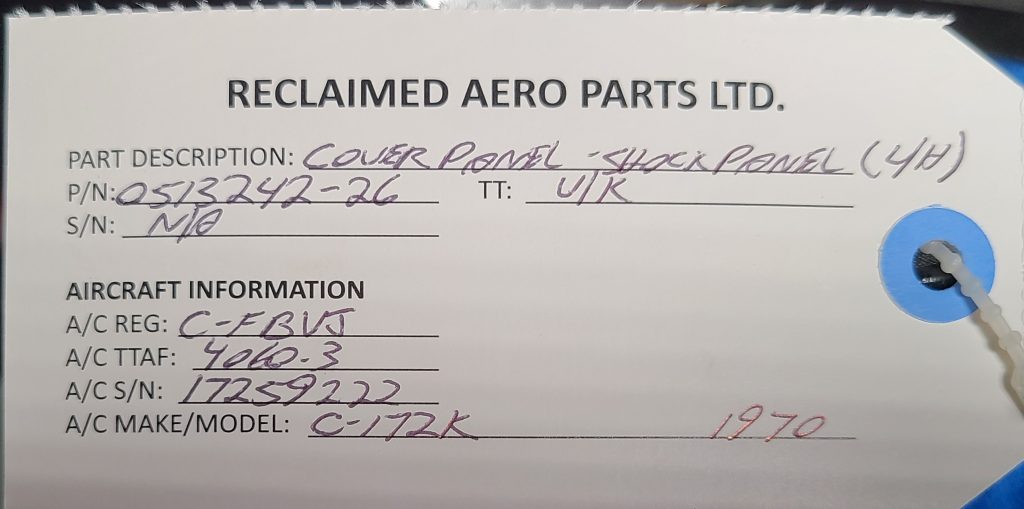 RECLAIMED AERO PARTS LTD.
PART DESCRIPTION: COVER PANEL - SHOCK PANEL (4H)
P/N: 0513242-26 TT: U/K
S/N: N/A
AIRCRAFT INFORMATION
A/C REG: C-FBVJ
A/C TTAF: 4060.3
A/C S/N: 17259222
A/C MAKE/MODEL: C-172K 1970